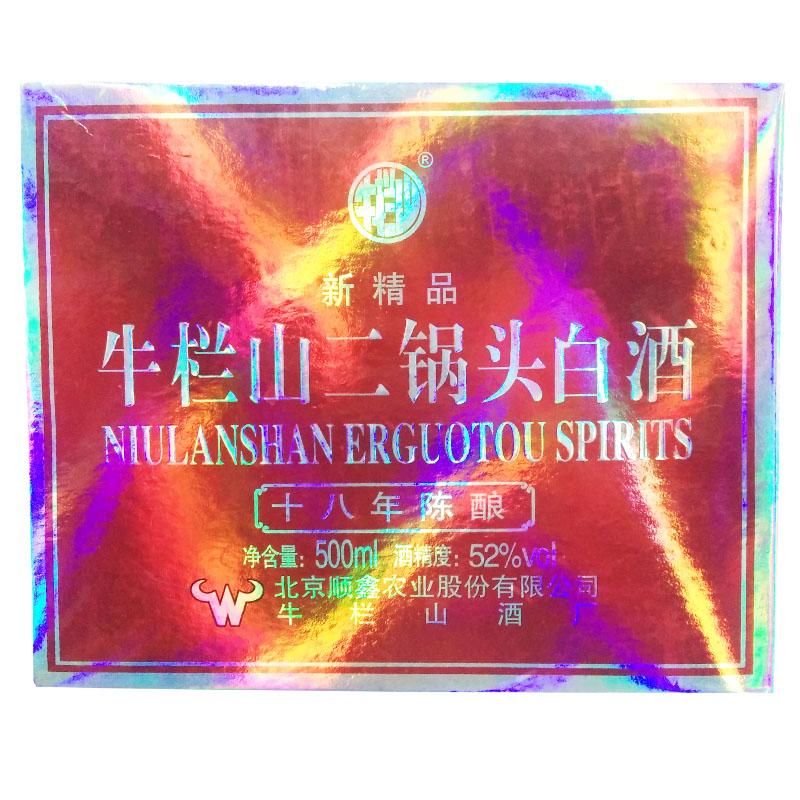 ®
新精品
牛栏山二锅头白酒
NIULANSHAN ERGUOTOU SPIRITS
十八年陈酿
净含量：500ml 酒精度：52%vol
北京顺鑫农业股份有限公司
牛栏山酒厂